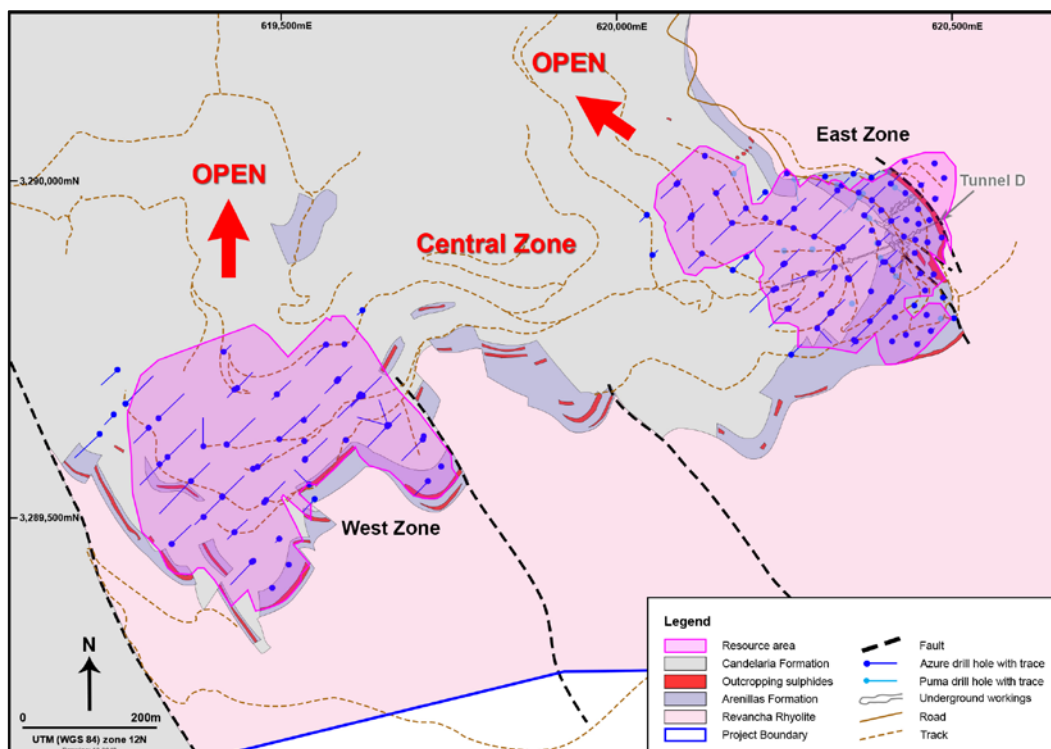 619,500mE
620,000mE
620,500mE
OPEN
East Zone
OPEN
3,290,000mN
Tunnel D
Central Zone
3,289,500mN
West Zone
Legend
Resource area
Candelaria Formation
Outcropping sulphides
Arenillas Formation
Revancha Rhyolite
Project Boundary
Fault
Azure drill hole with trace
Puma drill hole with trace
Underground workings
Road
Track
N
0 200m
UTM (WGS 84) zone 12N